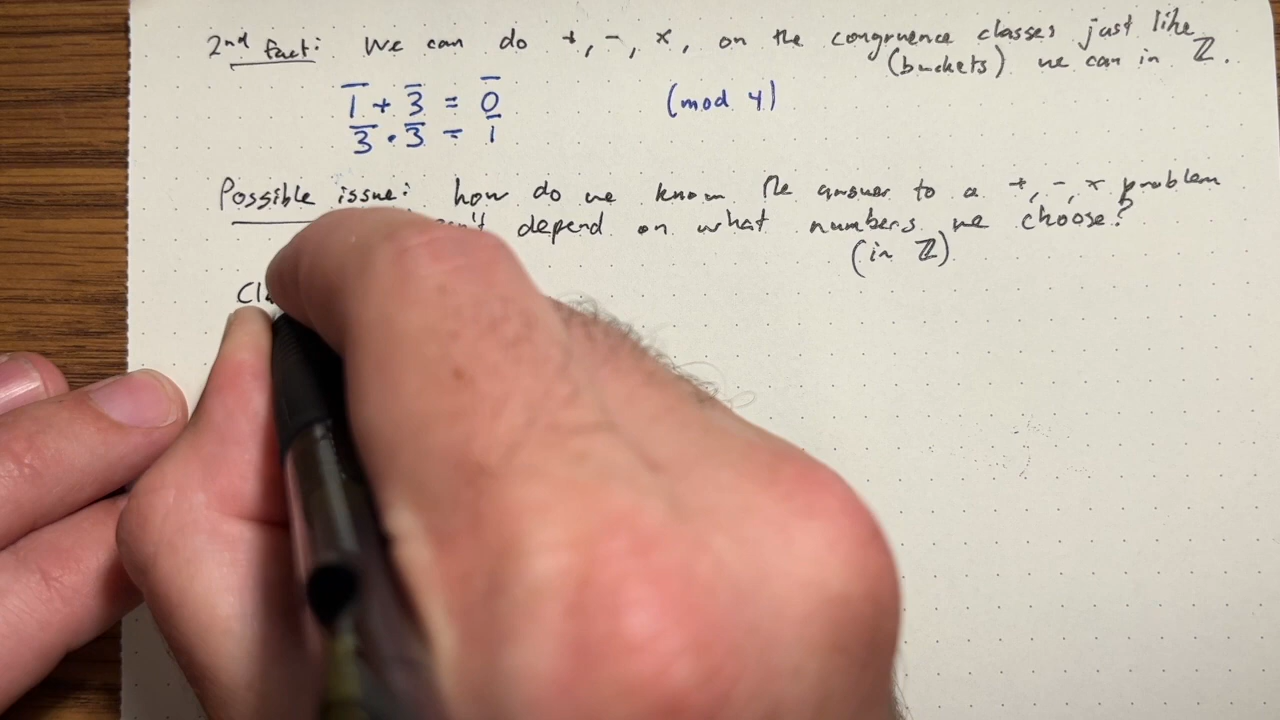 2nd fact: We can do +, -, ×, on the congruence classes just like
(buckets) we can in ℤ.
1̅ + 3̅ = 0̅ (mod 4)
3̅ · 3̅ = 1̅
Possible issue: how do we know the answer to a +, -, × problem
depend on what numbers we choose?
(in ℤ)